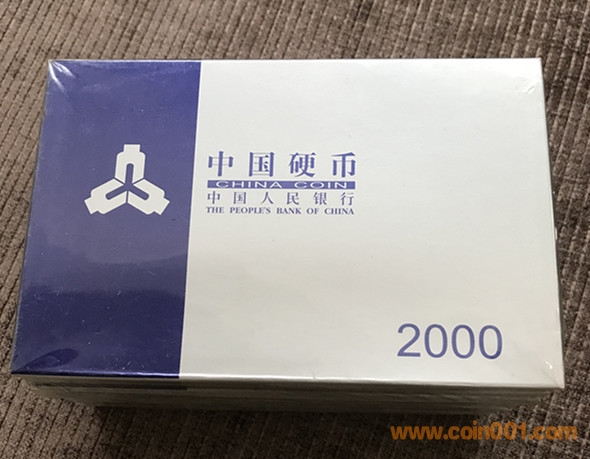 中国硬币
CHINA COIN
中国人民银行
THE PEOPLE'S BANK OF CHINA
2000
www.coin001.com